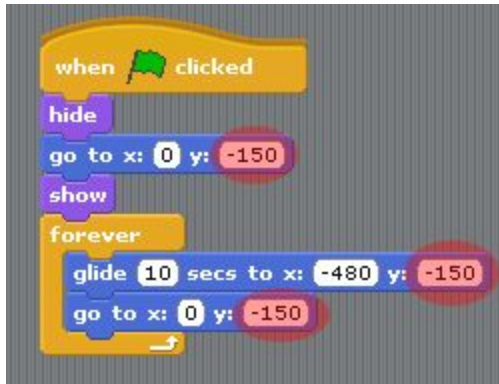 when clicked
hide
go to x: 0 y: -150
show
forever
glide 10 secs to x: -480 y: -150
go to x: 0 y: -150